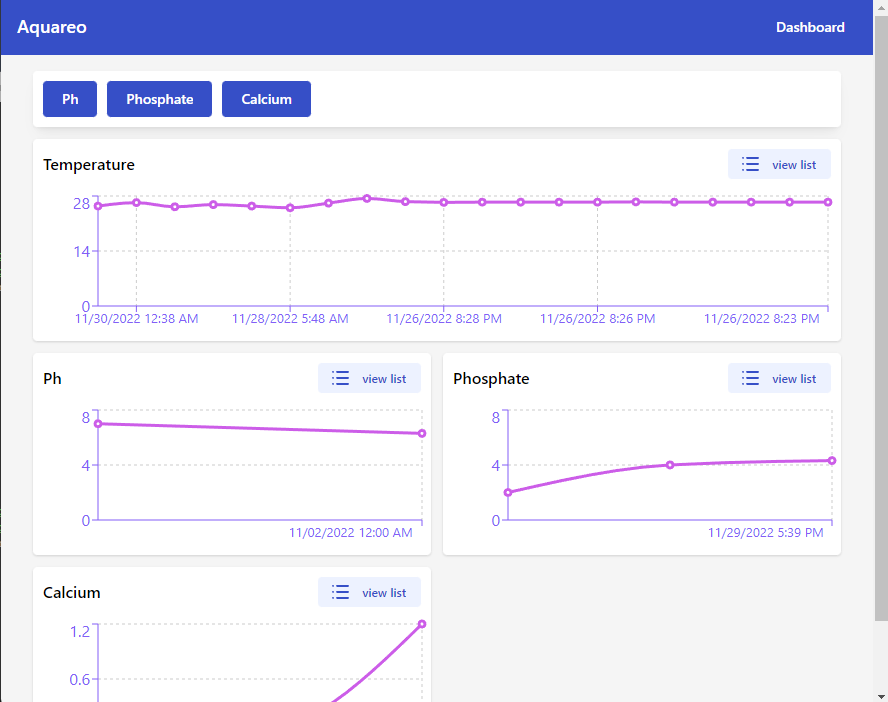 Aquareo
Dashboard
Ph
Phosphate
Calcium
Temperature
view list
28
14
0
11/30/2022 12:38 AM
11/28/2022 5:48 AM
11/26/2022 8:28 PM
11/26/2022 8:26 PM
11/26/2022 8:23 PM
Ph
view list
8
4
0
11/02/2022 12:00 AM
Phosphate
view list
8
4
0
11/29/2022 5:39 PM
Calcium
view list
1.2
0.6